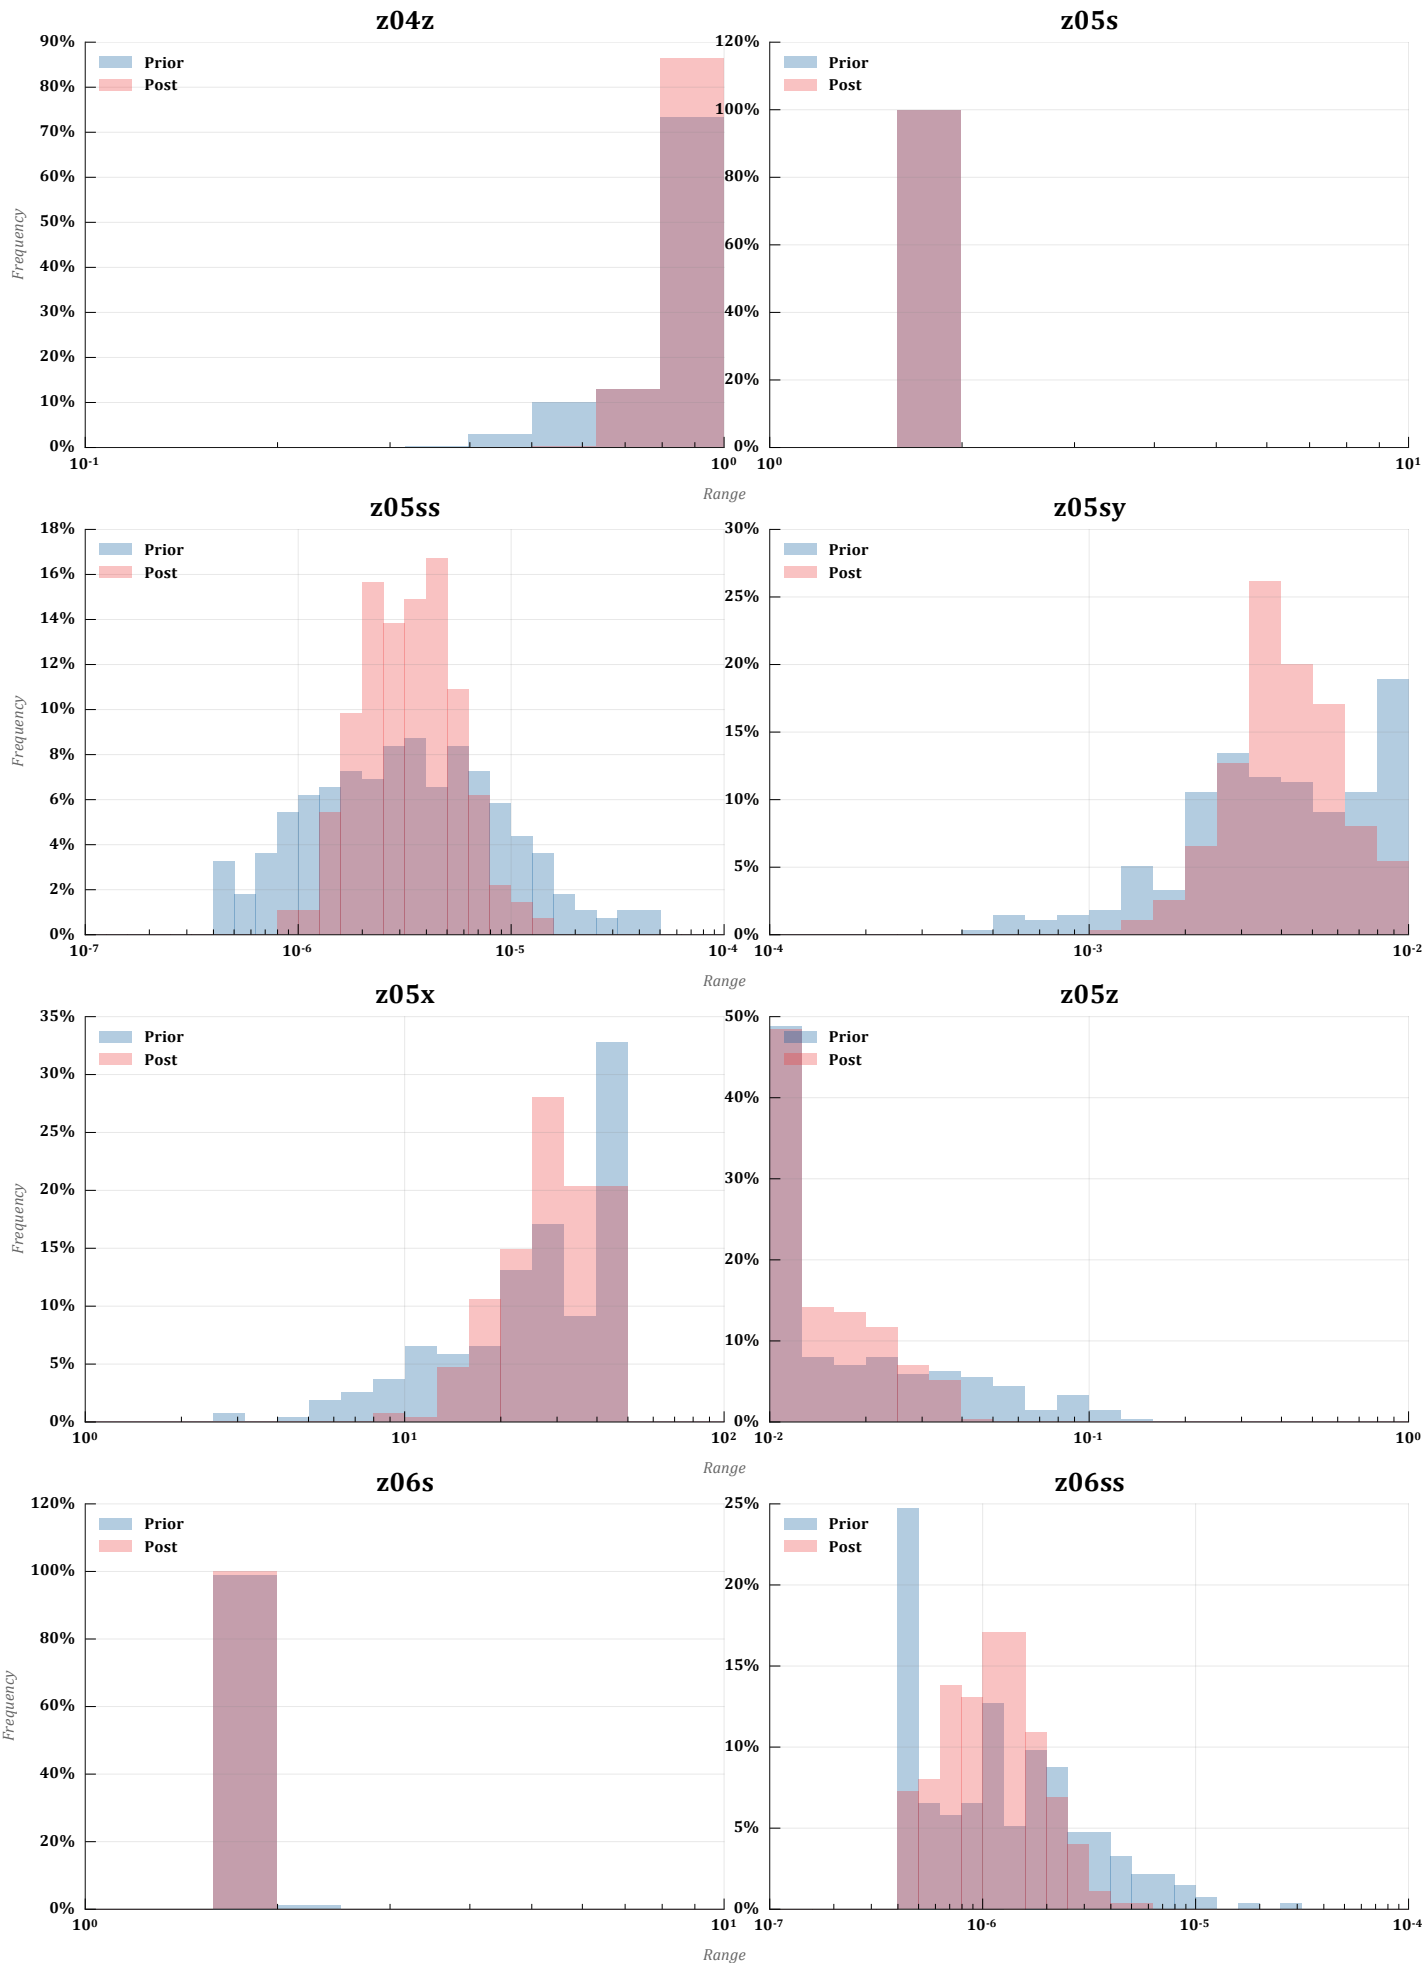 z04z
90%
80%
70%
60%
50%
40%
30%
20%
10%
0%
Frequency
Prior
Post
10-1
100
z05s
120%
100%
80%
60%
40%
20%
0%
Prior
Post
100
101
Range
z05ss
18%
16%
14%
12%
10%
8%
6%
4%
2%
0%
Frequency
Prior
Post
10-7
10-6
10-5
10-4
z05sy
30%
25%
20%
15%
10%
5%
0%
Prior
Post
10-4
10-3
10-2
Range
z05x
35%
30%
25%
20%
15%
10%
5%
0%
Frequency
Prior
Post
100
101
102
z05z
50%
40%
30%
20%
10%
0%
Prior
Post
10-2
10-1
100
Range
z06s
120%
100%
80%
60%
40%
20%
0%
Frequency
Prior
Post
100
101
z06ss
25%
20%
15%
10%
5%
0%
Prior
Post
10-7
10-6
10-5
10-4
Range